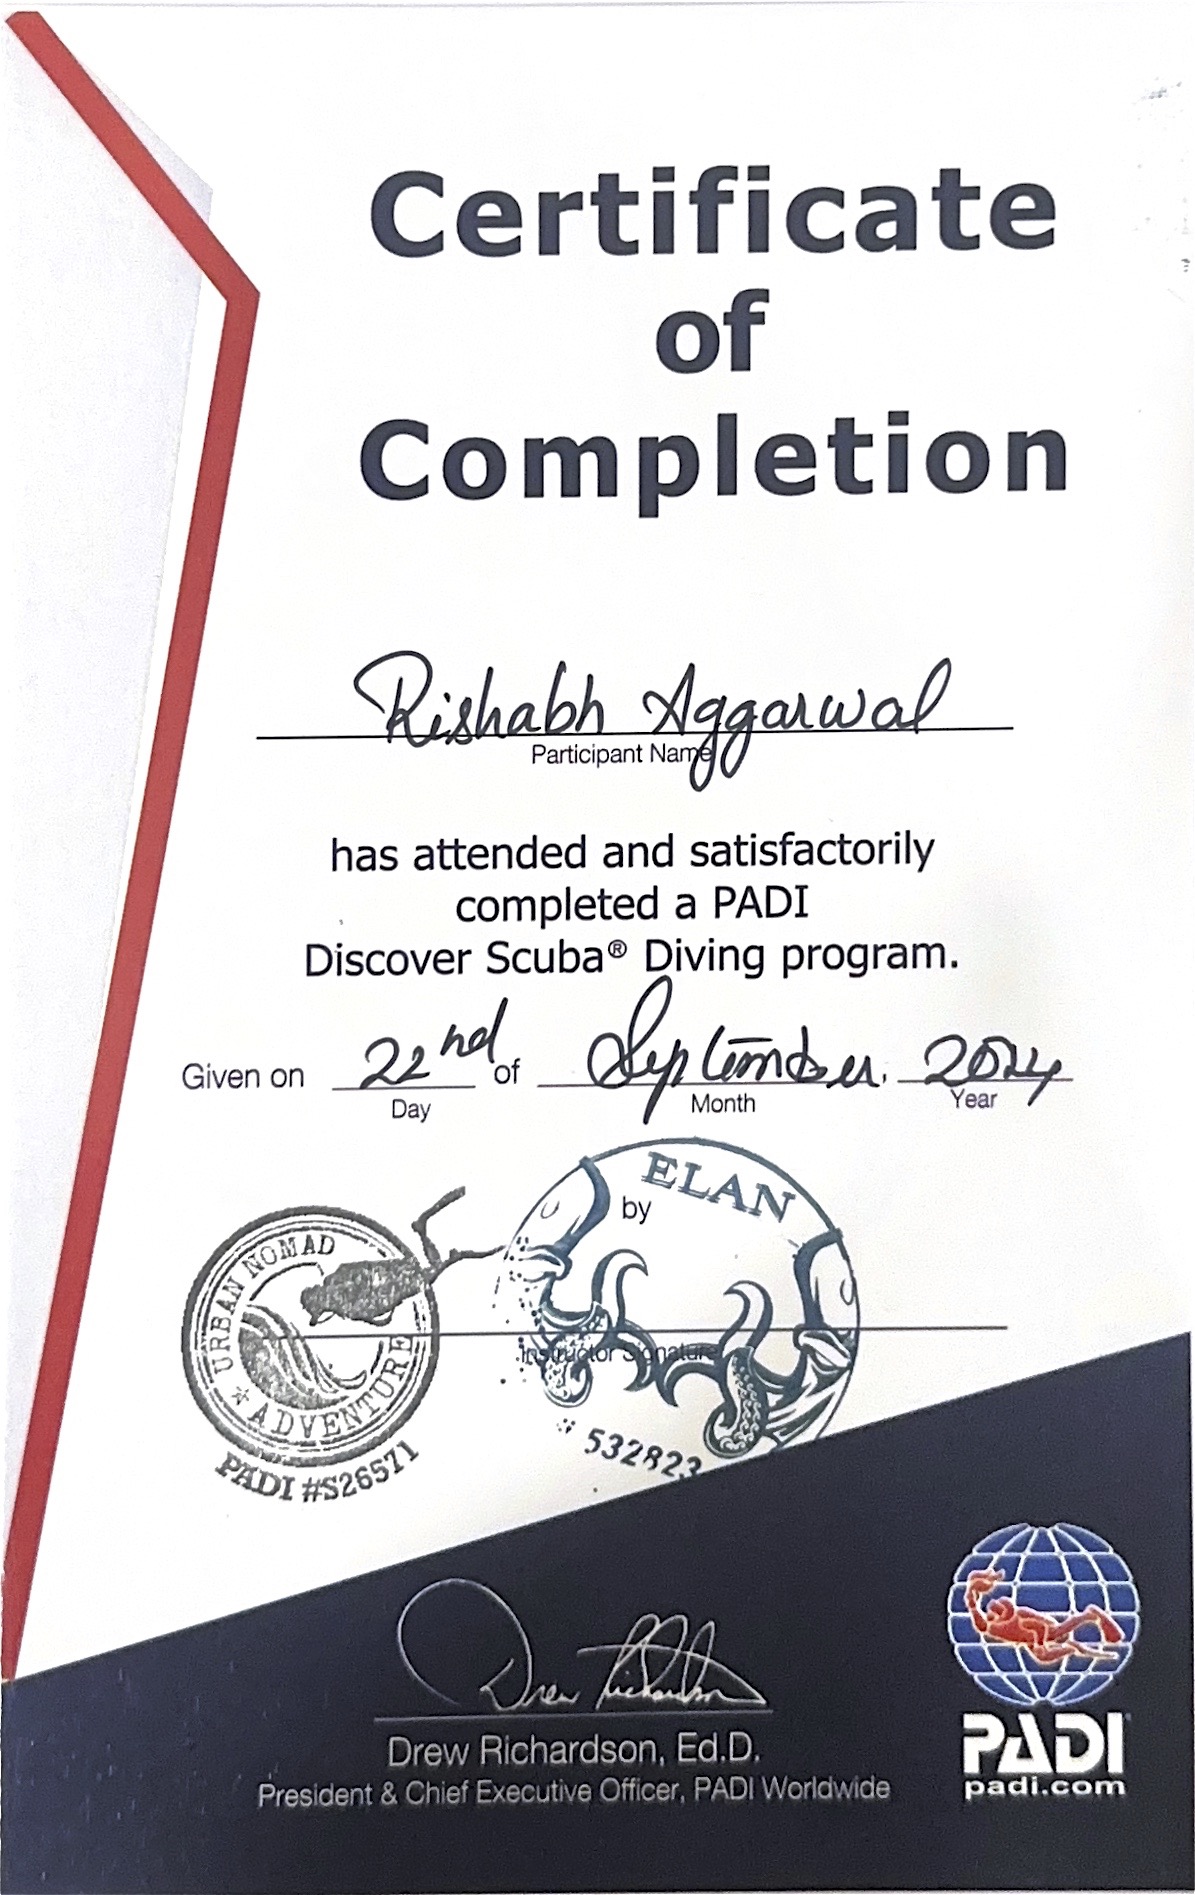 Certificate
of
Completion
Rishabh Aggarwal
Participant Name
has attended and satisfactorily
completed a PADI
Discover Scuba® Diving program.
Given on 22nd of September. 2024
Day Month Year
by
ELAN
URBAN NOMAD
ADVENTURE
PADI #S26571
Instructor Signature
532823
Drew Richardson
Drew Richardson, Ed.D.
President & Chief Executive Officer, PADI Worldwide
PADI
padi.com